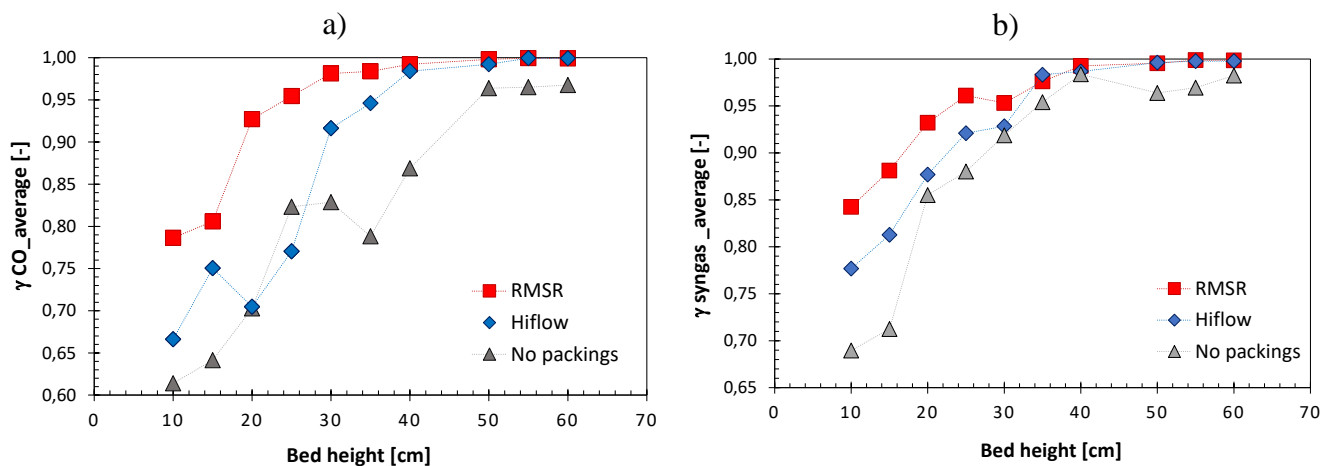 a)
1,00
0,95
0,90
0,85
0,80
0,75
0,70
0,65
0,60
γ CO_average [-]
RMSR
Hiflow
No packings
0 10 20 30 40 50 60 70
Bed height [cm]
b)
1,00
0,95
0,90
0,85
0,80
0,75
0,70
0,65
γ syngas _average [-]
RMSR
Hiflow
No packings
0 10 20 30 40 50 60 70
Bed height [cm]